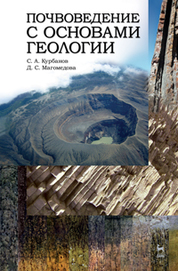 ПОЧВОВЕДЕНИЕ
С ОСНОВАМИ
ГЕОЛОГИИ
С. А. Курбанов
Д. С. Магомедова